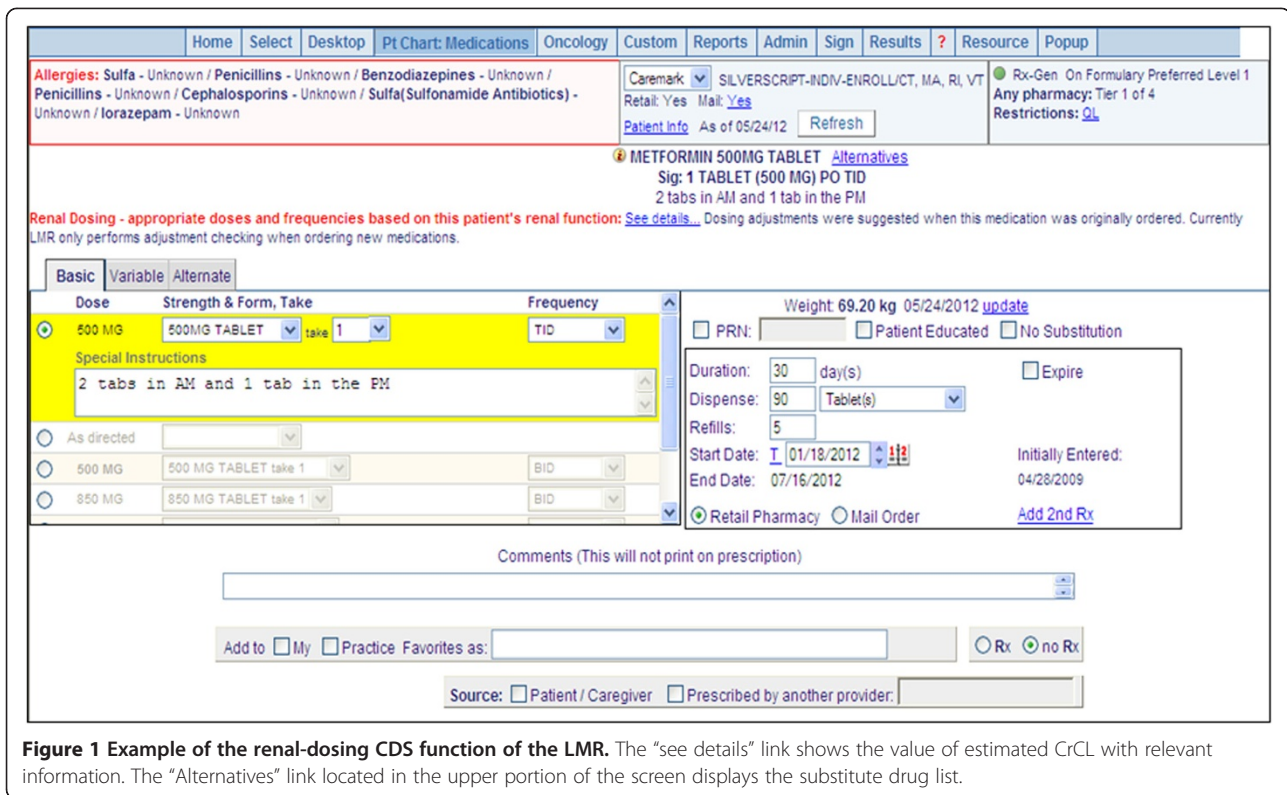 Home Select Desktop Pt Chart: Medications Oncology Custom Reports Admin Sign Results ? Resource Popup
Allergies: Sulfa - Unknown / Penicillins - Unknown / Benzodiazepines - Unknown /
Penicillins - Unknown / Cephalosporins - Unknown / Sulfa(Sulfonamide Antibiotics) -
Unknown / lorazepam - Unknown
Caremark SILVERSCRIPT-INDIV-ENROLL/CT, MA, RI, VT
Retail: Yes Mail: Yes
Patient Info As of 05/24/12 Refresh
Rx-Gen On Formulary Preferred Level 1
Any pharmacy: Tier 1 of 4
Restrictions: QL
METFORMIN 500MG TABLET Alternatives
Sig: 1 TABLET (500 MG) PO TID
2 tabs in AM and 1 tab in the PM
Renal Dosing - appropriate doses and frequencies based on this patient's renal function: See details... Dosing adjustments were suggested when this medication was originally ordered. Currently
LMR only performs adjustment checking when ordering new medications.
Basic Variable Alternate
Dose Strength & Form, Take Frequency
500 MG 500MG TABLET take 1 TID
Special Instructions
2 tabs in AM and 1 tab in the PM
As directed
500 MG 500 MG TABLET take 1 BID
850 MG 850 MG TABLET take 1 BID
Weight: 69.20 kg 05/24/2012 update
PRN: Patient Educated No Substitution
Duration: 30 day(s) Expire
Dispense: 90 Tablet(s)
Refills: 5
Start Date: T 01/18/2012 Initially Entered:
End Date: 07/16/2012 04/28/2009
Retail Pharmacy Mail Order Add 2nd Rx
Comments (This will not print on prescription)
Add to My Practice Favorites as: Rx no Rx
Source: Patient / Caregiver Prescribed by another provider:
Figure 1 Example of the renal-dosing CDS function of the LMR. The “see details” link shows the value of estimated CrCL with relevant
information. The “Alternatives” link located in the upper portion of the screen displays the substitute drug list.